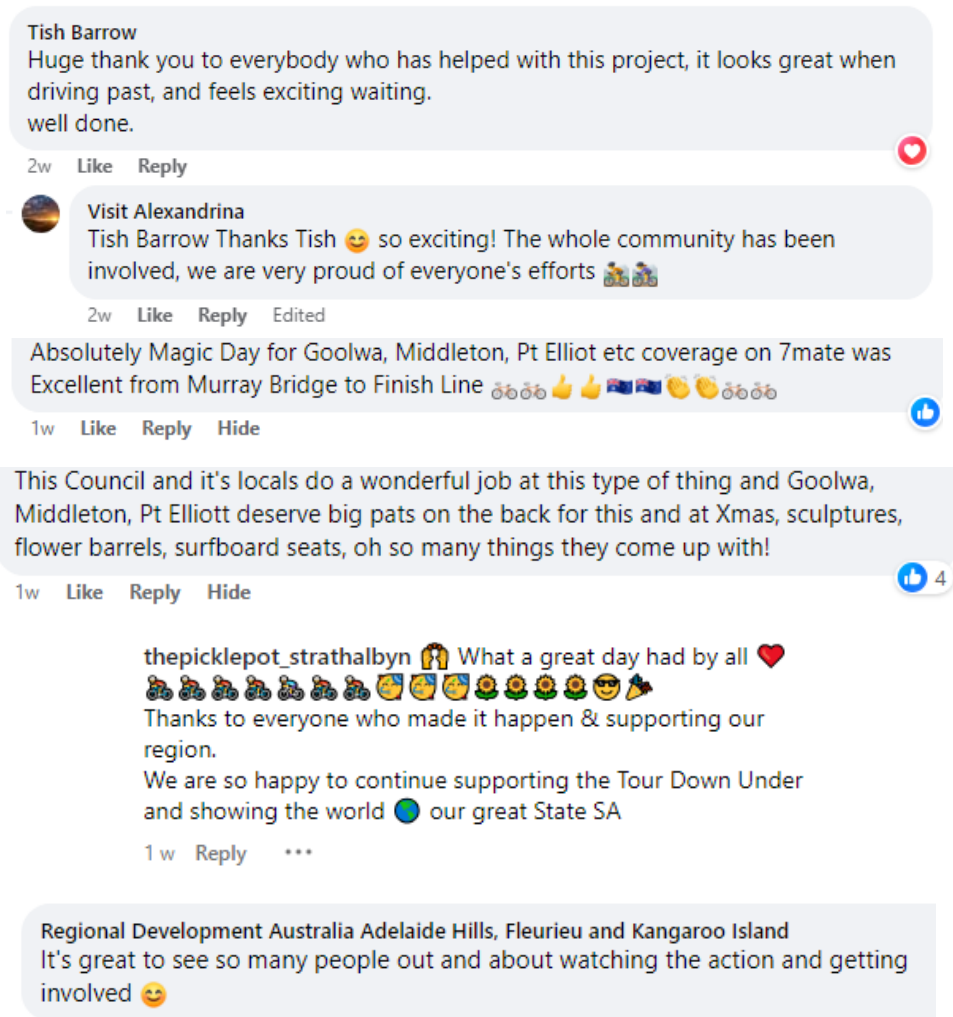 Tish Barrow
Huge thank you to everybody who has helped with this project, it looks great when
driving past, and feels exciting waiting.
well done.
2w Like Reply
Visit Alexandrina
Tish Barrow Thanks Tish 😊 so exciting! The whole community has been
involved, we are very proud of everyone's efforts 🚵🚵
2w Like Reply Edited
Absolutely Magic Day for Goolwa, Middleton, Pt Elliot etc coverage on 7mate was
Excellent from Murray Bridge to Finish Line 🚲🚲👍👍🇦🇺🇦🇺👏👏🚲🚲
1w Like Reply Hide
This Council and it's locals do a wonderful job at this type of thing and Goolwa,
Middleton, Pt Elliott deserve big pats on the back for this and at Xmas, sculptures,
flower barrels, surfboard seats, oh so many things they come up with!
4
1w Like Reply Hide
thepicklepot_strathalbyn 🙌 What a great day had by all ❤️
🚴🚴🚴🚴🚴🚴🚴🥳🥳🥳🌻🌻🌻🌻😎🎉
Thanks to everyone who made it happen & supporting our
region.
We are so happy to continue supporting the Tour Down Under
and showing the world 🌏 our great State SA
1 w Reply •••
Regional Development Australia Adelaide Hills, Fleurieu and Kangaroo Island
It's great to see so many people out and about watching the action and getting
involved 😊